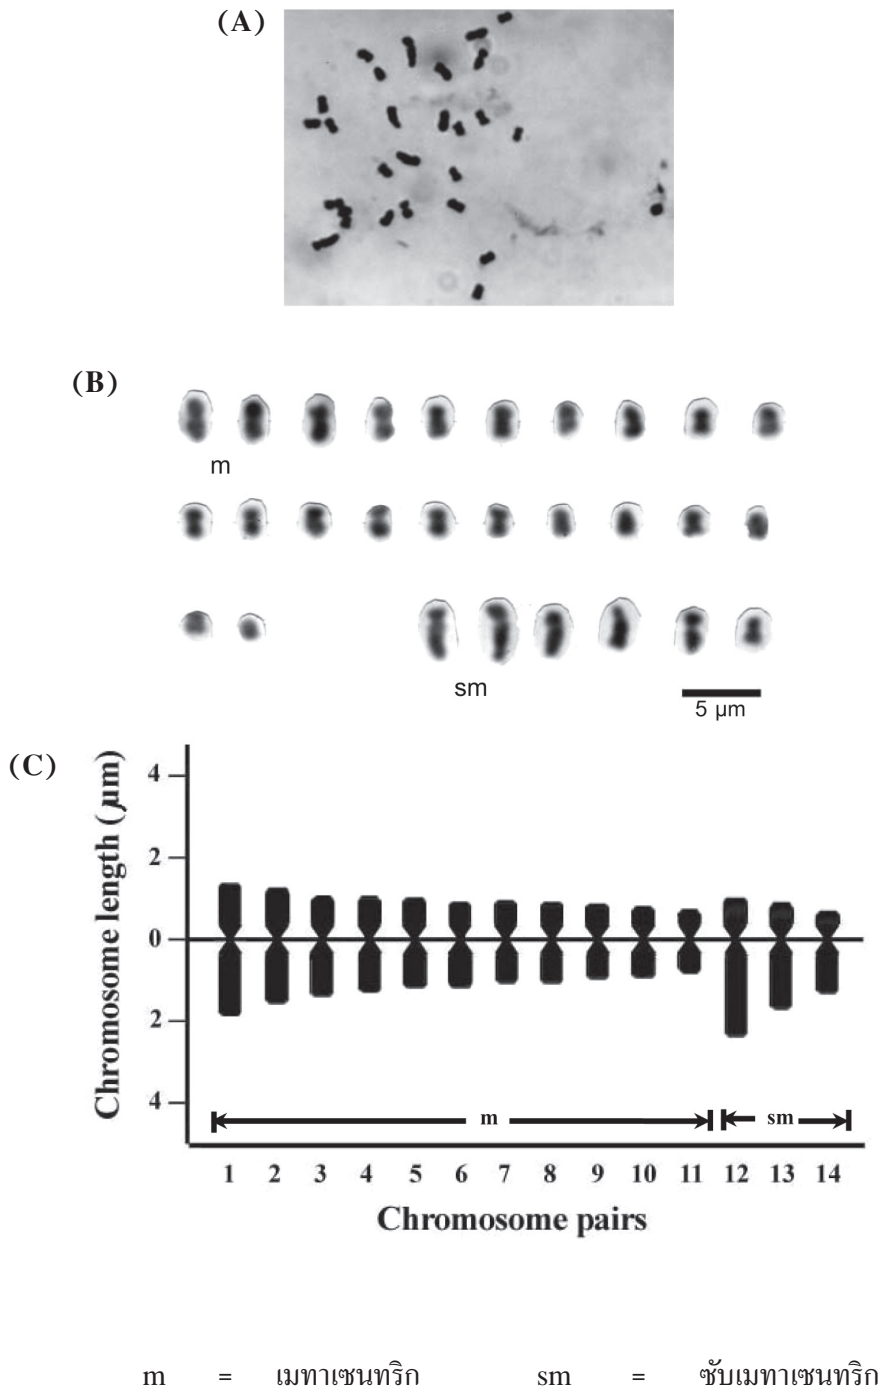 (A)
(B)
m
sm
5 μm
(C)
Chromosome length (μm)
4
2
0
2
4
m sm
1 2 3 4 5 6 7 8 9 10 11 12 13 14
Chromosome pairs
m = เมทาเซนทริก sm = ซับเมทาเซนทริก